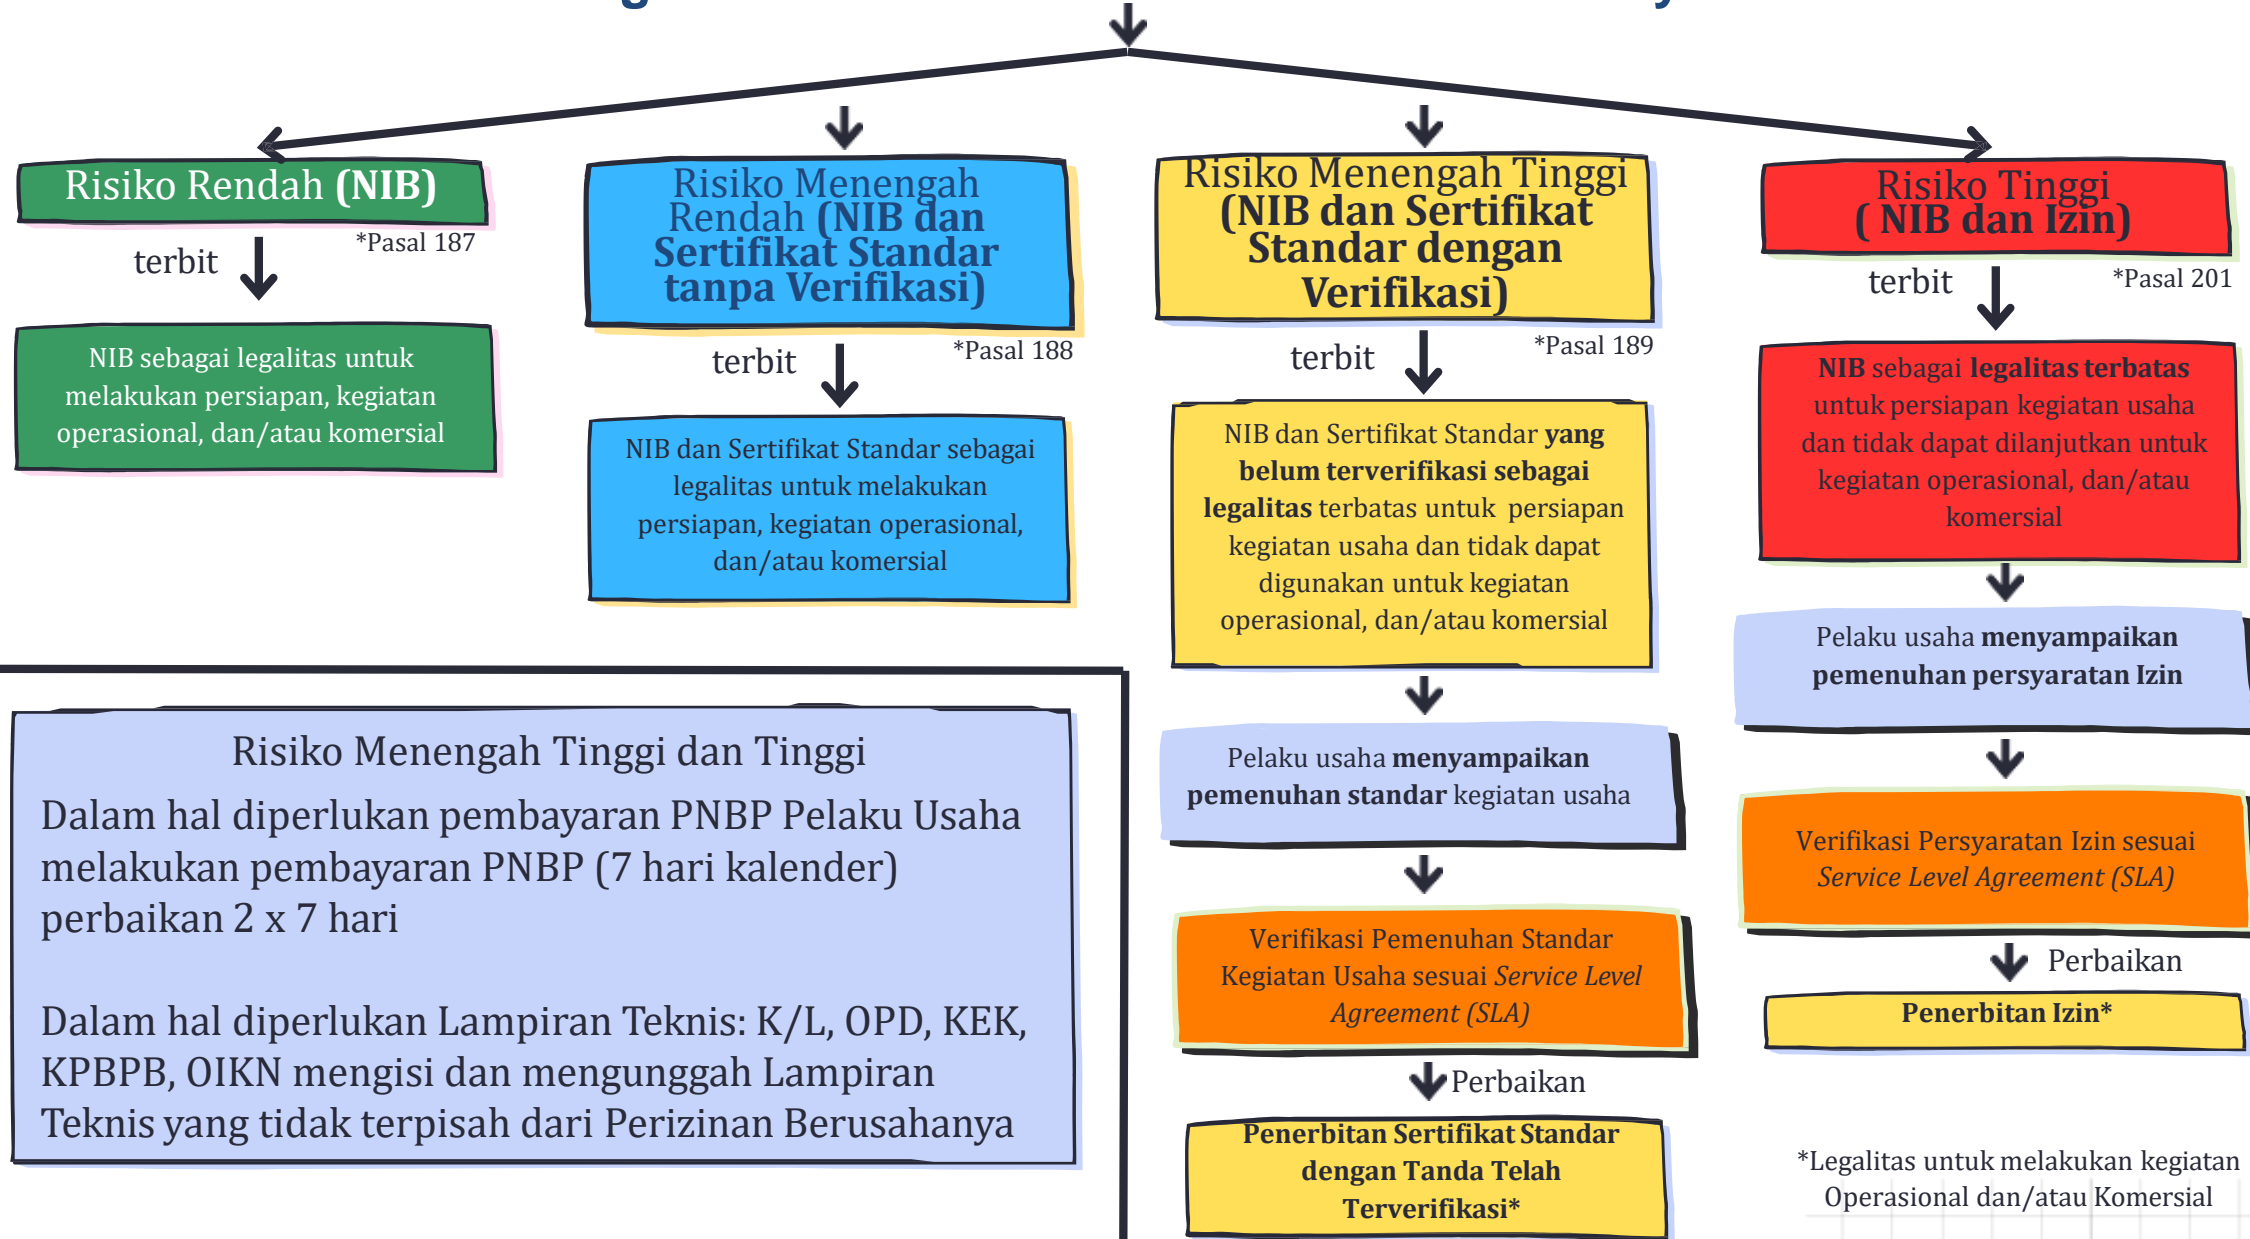 Risiko Rendah (NIB)
*Pasal 187
terbit
NIB sebagai legalitas untuk
melakukan persiapan, kegiatan
operasional, dan/atau komersial
Risiko Menengah
Rendah (NIB dan
Sertifikat Standar
tanpa Verifikasi)
*Pasal 188
terbit
NIB dan Sertifikat Standar sebagai
legalitas untuk melakukan
persiapan, kegiatan operasional,
dan/atau komersial
Risiko Menengah Tinggi
(NIB dan Sertifikat
Standar dengan
Verifikasi)
*Pasal 189
terbit
NIB dan Sertifikat Standar yang
belum terverifikasi sebagai
legalitas terbatas untuk persiapan
kegiatan usaha dan tidak dapat
digunakan untuk kegiatan
operasional, dan/atau komersial
Pelaku usaha menyampaikan
pemenuhan standar kegiatan usaha
Verifikasi Pemenuhan Standar
Kegiatan Usaha sesuai Service Level
Agreement (SLA)
Perbaikan
Penerbitan Sertifikat Standar
dengan Tanda Telah
Terverifikasi*
Risiko Tinggi
( NIB dan Izin)
*Pasal 201
terbit
NIB sebagai legalitas terbatas
untuk persiapan kegiatan usaha
dan tidak dapat dilanjutkan untuk
kegiatan operasional, dan/atau
komersial
Pelaku usaha menyampaikan
pemenuhan persyaratan Izin
Verifikasi Persyaratan Izin sesuai
Service Level Agreement (SLA)
Perbaikan
Penerbitan Izin*
*Legalitas untuk melakukan kegiatan
Operasional dan/atau Komersial
Risiko Menengah Tinggi dan Tinggi
Dalam hal diperlukan pembayaran PNBP Pelaku Usaha
melakukan pembayaran PNBP (7 hari kalender)
perbaikan 2 x 7 hari
Dalam hal diperlukan Lampiran Teknis: K/L, OPD, KEK,
KPBPB, OIKN mengisi dan mengunggah Lampiran
Teknis yang tidak terpisah dari Perizinan Berusahanya